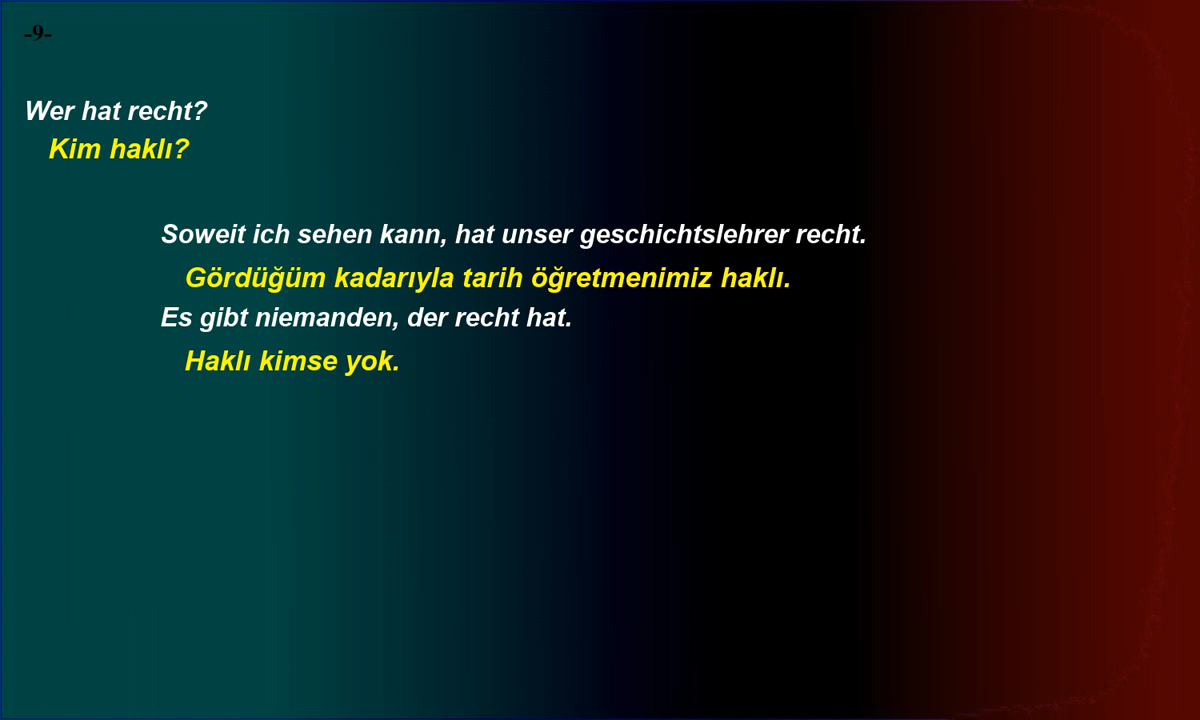 -9-
Wer hat recht?
Kim haklı?
Soweit ich sehen kann, hat unser geschichtslehrer recht.
Gördüğüm kadarıyla tarih öğretmenimiz haklı.
Es gibt niemanden, der recht hat.
Haklı kimse yok.